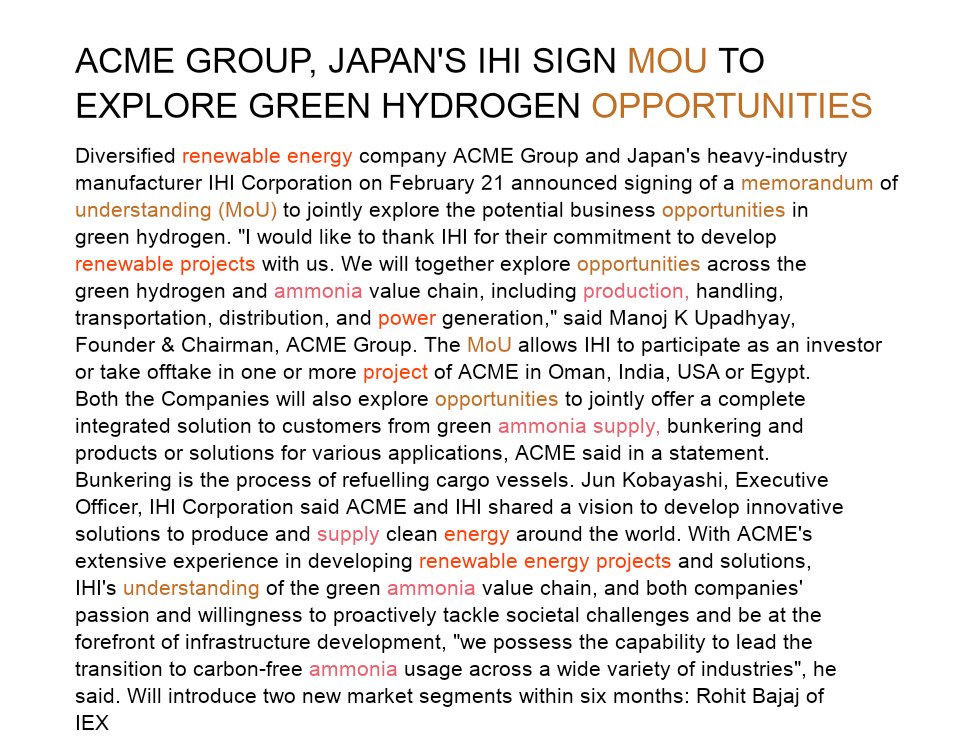 ACME GROUP, JAPAN'S IHI SIGN MOU TO
EXPLORE GREEN HYDROGEN OPPORTUNITIES
Diversified renewable energy company ACME Group and Japan's heavy-industry
manufacturer IHI Corporation on February 21 announced signing of a memorandum of
understanding (MoU) to jointly explore the potential business opportunities in
green hydrogen. "I would like to thank IHI for their commitment to develop
renewable projects with us. We will together explore opportunities across the
green hydrogen and ammonia value chain, including production, handling,
transportation, distribution, and power generation," said Manoj K Upadhyay,
Founder & Chairman, ACME Group. The MoU allows IHI to participate as an investor
or take offtake in one or more project of ACME in Oman, India, USA or Egypt.
Both the Companies will also explore opportunities to jointly offer a complete
integrated solution to customers from green ammonia supply, bunkering and
products or solutions for various applications, ACME said in a statement.
Bunkering is the process of refuelling cargo vessels. Jun Kobayashi, Executive
Officer, IHI Corporation said ACME and IHI shared a vision to develop innovative
solutions to produce and supply clean energy around the world. With ACME's
extensive experience in developing renewable energy projects and solutions,
IHI's understanding of the green ammonia value chain, and both companies'
passion and willingness to proactively tackle societal challenges and be at the
forefront of infrastructure development, "we possess the capability to lead the
transition to carbon-free ammonia usage across a wide variety of industries", he
said. Will introduce two new market segments within six months: Rohit Bajaj of
IEX